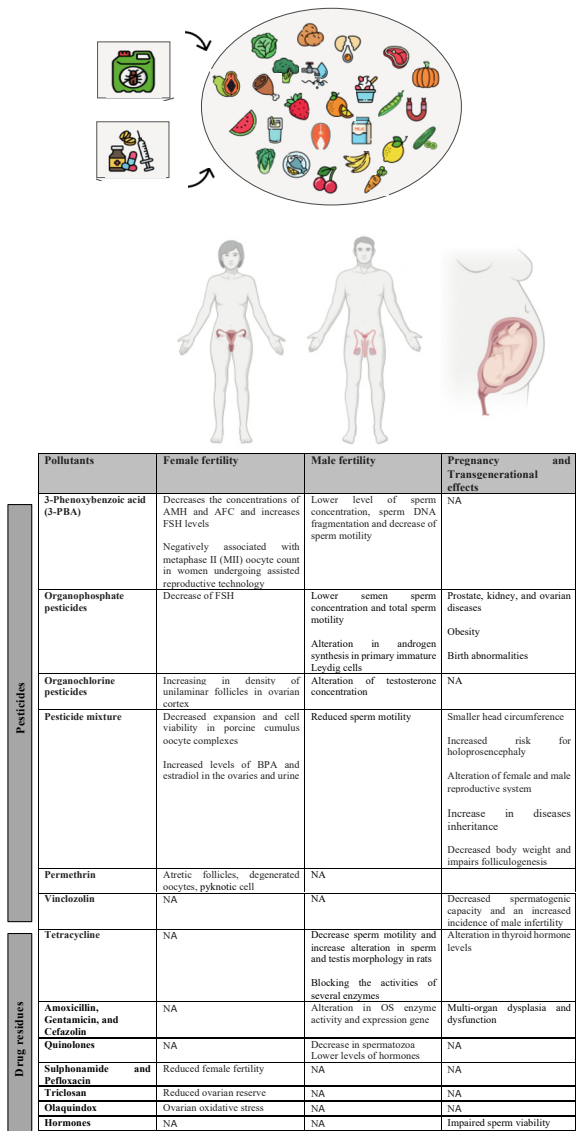 MILK
Pollutants
Female fertility
Male fertility
Pregnancy and
Transgenerational
effects
Pesticides
3-Phenoxybenzoic acid
(3-PBA)
Decreases the concentrations of
AMH and AFC and increases
FSH levels
Negatively associated with
metaphase II (MII) oocyte count
in women undergoing assisted
reproductive technology
Lower level of sperm
concentration, sperm DNA
fragmentation and decrease of
sperm motility
NA
Organophosphate
pesticides
Decrease of FSH
Lower semen sperm
concentration and total sperm
motility
Alteration in androgen
synthesis in primary immature
Leydig cells
Prostate, kidney, and ovarian
diseases
Obesity
Birth abnormalities
Organochlorine
pesticides
Increasing in density of
unilaminar follicles in ovarian
cortex
Alteration of testosterone
concentration
NA
Pesticide mixture
Decreased expansion and cell
viability in porcine cumulus
oocyte complexes
Increased levels of BPA and
estradiol in the ovaries and urine
Reduced sperm motility
Smaller head circumference
Increased risk for
holoprosencephaly
Alteration of female and male
reproductive system
Increase in diseases
inheritance
Decreased body weight and
impairs folliculogenesis
Permethrin
Atretic follicles, degenerated
oocytes, pyknotic cell
NA
Vinclozolin
NA
NA
Decreased spermatogenic
capacity and an increased
incidence of male infertility
Drug residues
Tetracycline
NA
Decrease sperm motility and
increase alteration in sperm
and testis morphology in rats
Blocking the activities of
several enzymes
Alteration in thyroid hormone
levels
Amoxicillin,
Gentamicin, and
Cefazolin
NA
Alteration in OS enzyme
activity and expression gene
Multi-organ dysplasia and
dysfunction
Quinolones
NA
Decrease in spermatozoa
Lower levels of hormones
NA
Sulphonamide and
Pefloxacin
Reduced female fertility
NA
NA
Triclosan
Reduced ovarian reserve
NA
NA
Olaquindox
Ovarian oxidative stress
NA
NA
Hormones
NA
NA
Impaired sperm viability